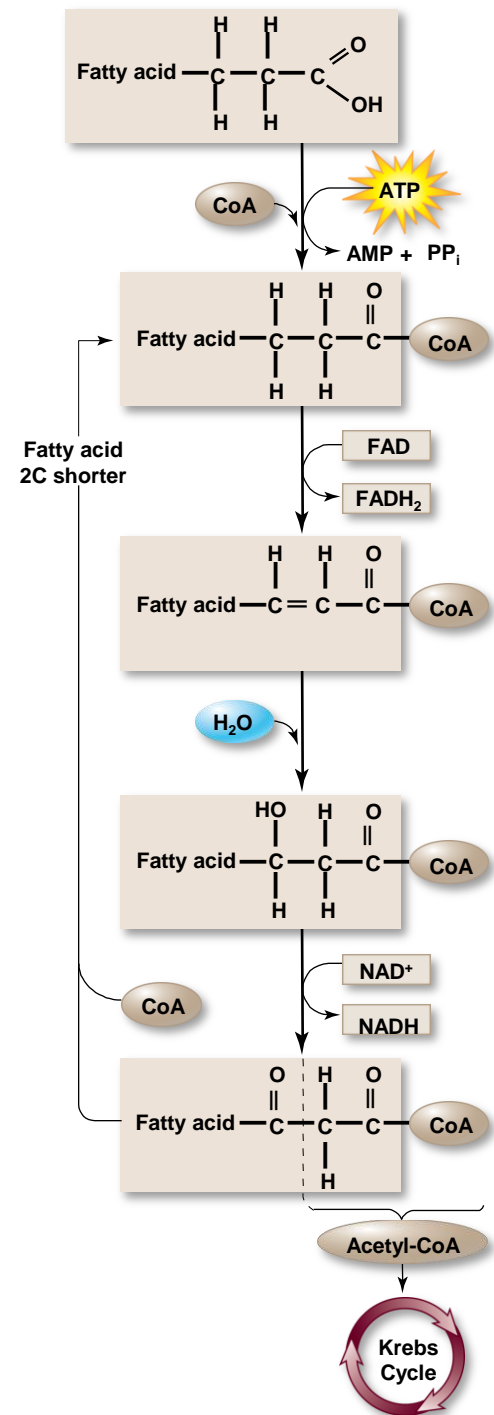 H H O
Fatty acid C C C
OH
H H
CoA
ATP
AMP + PPi
H H O
Fatty acid C C C CoA
H H
Fatty acid
2C shorter
FAD
FADH2
H H O
Fatty acid C = C C CoA
H2O
HO H O
Fatty acid C C C CoA
H H
NAD+
CoA
NADH
O H O
Fatty acid C C C CoA
H
Acetyl-CoA
Krebs
Cycle